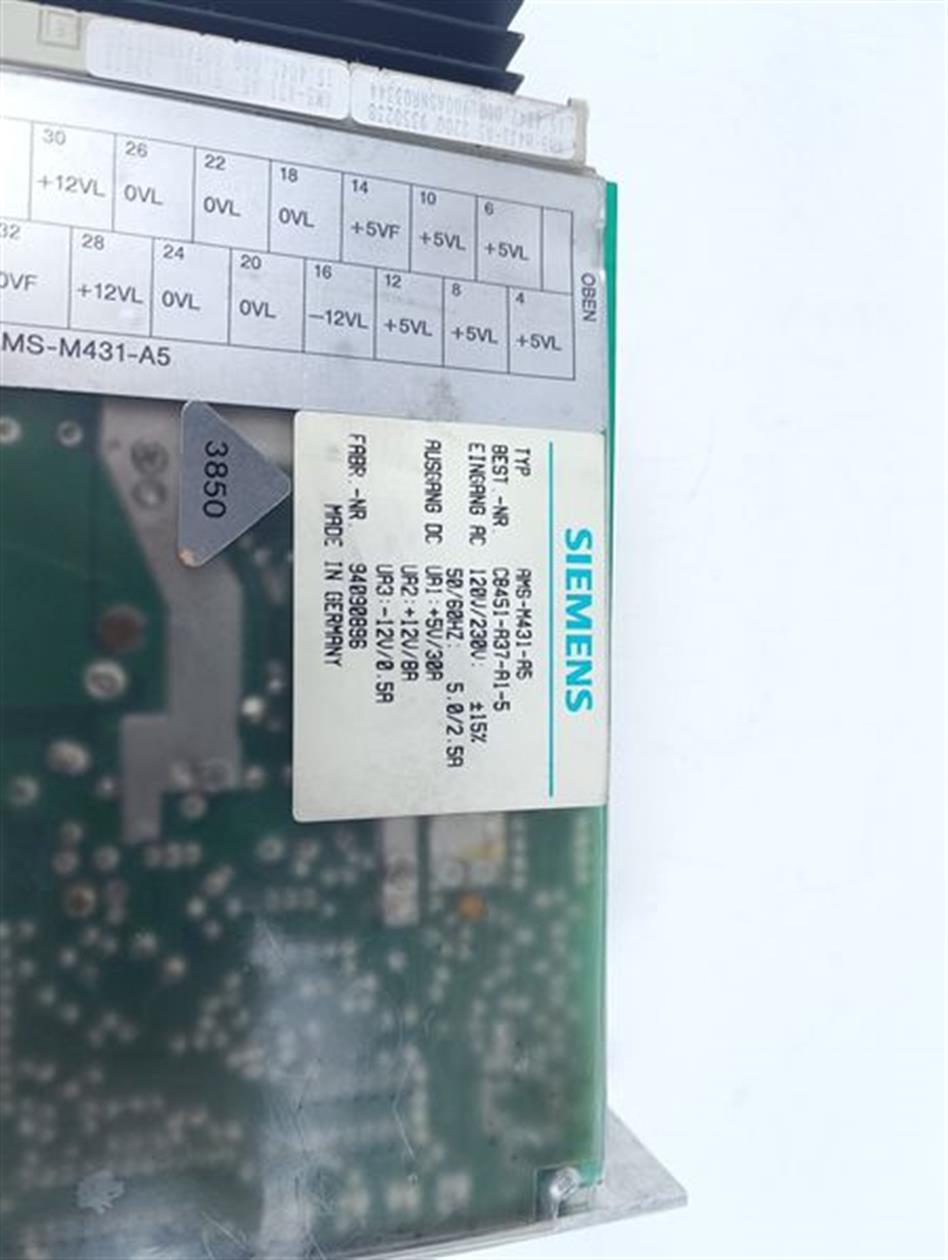 30 26 22 18 14 10 6
+12VL 0VL 0VL 0VL +5VF +5VL +5VL
32 28 24 20 16 12 8 4
0VF +12VL 0VL 0VL −12VL +5VL +5VL +5VL
OBEN
MS-M431-A5
3850
SIEMENS
TYP AMS-M431-A5
BEST.-NR. C8451-A37-A1-5
EINGANG AC 120V/230V: ±15%
50/60HZ: 5.0/2.5A
AUSGANG DC UA1:+5V/30A
UA2:+12V/8A
UA3:-12V/0.5A
FABR.-NR. 94090896
MADE IN GERMANY